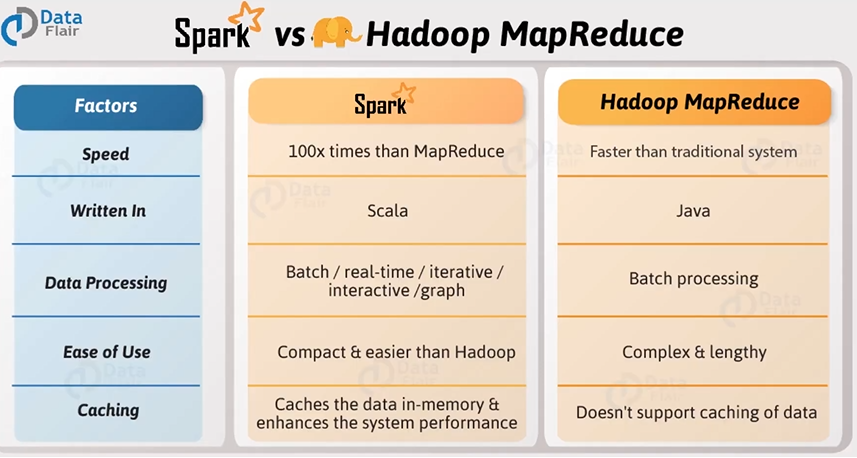 Data
Flair
Spark vs Hadoop MapReduce
Factors
Spark
Hadoop MapReduce
Speed
100x times than MapReduce
Faster than traditional system
Written In
Scala
Java
Data Processing
Batch / real-time / iterative /
interactive /graph
Batch processing
Ease of Use
Compact & easier than Hadoop
Complex & lengthy
Caching
Caches the data in-memory &
enhances the system performance
Doesn't support caching of data